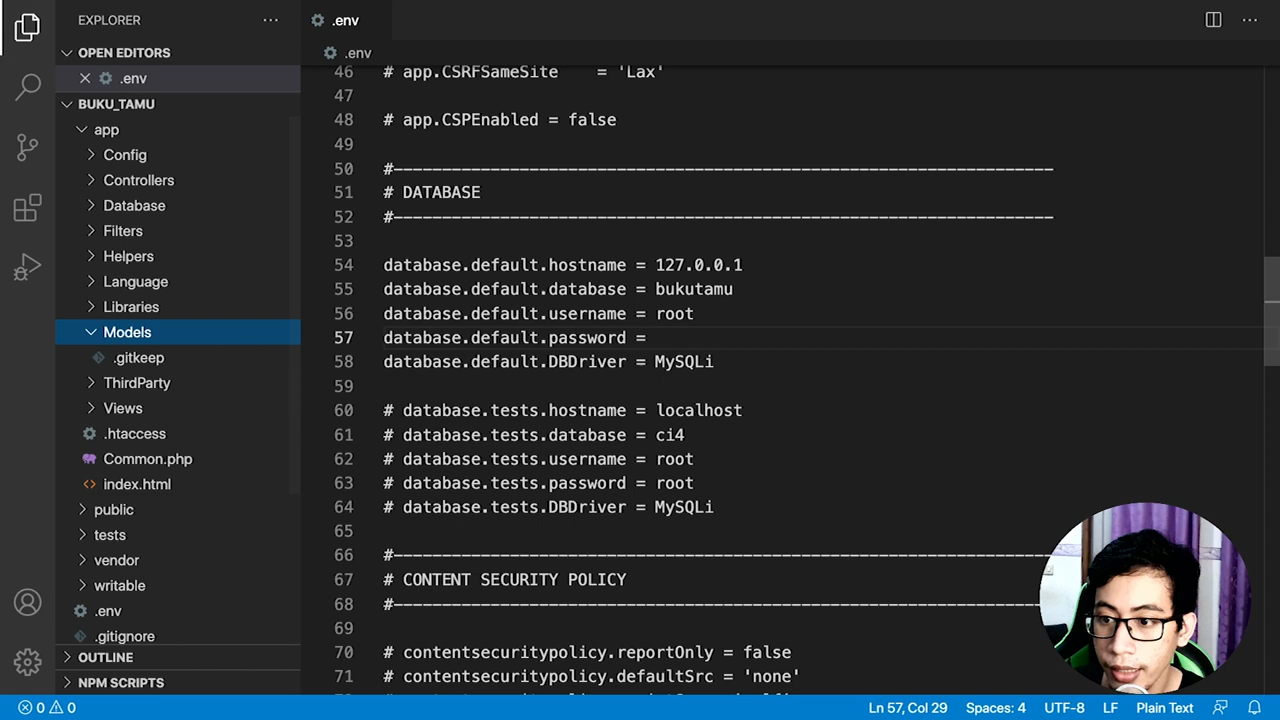 EXPLORER
OPEN EDITORS
.env
BUKU_TAMU
app
Config
Controllers
Database
Filters
Helpers
Language
Libraries
Models
.gitkeep
ThirdParty
Views
.htaccess
Common.php
index.html
public
tests
vendor
writable
.env
.gitignore
OUTLINE
NPM SCRIPTS
.env
.env
46 # app.CSRFSameSite = 'Lax'
47
48 # app.CSPEnabled = false
49
50 #--------------------------------------------------------------------
51 # DATABASE
52 #--------------------------------------------------------------------
53
54 database.default.hostname = 127.0.0.1
55 database.default.database = bukutamu
56 database.default.username = root
57 database.default.password =
58 database.default.DBDriver = MySQLi
59
60 # database.tests.hostname = localhost
61 # database.tests.database = ci4
62 # database.tests.username = root
63 # database.tests.password = root
64 # database.tests.DBDriver = MySQLi
65
66 #--------------------------------------------------------------------
67 # CONTENT SECURITY POLICY
68 #--------------------------------------------------------------------
69
70 # contentsecuritypolicy.reportOnly = false
71 # contentsecuritypolicy.defaultSrc = 'none'
0 0 Ln 57, Col 29 Spaces: 4 UTF-8 LF Plain Text